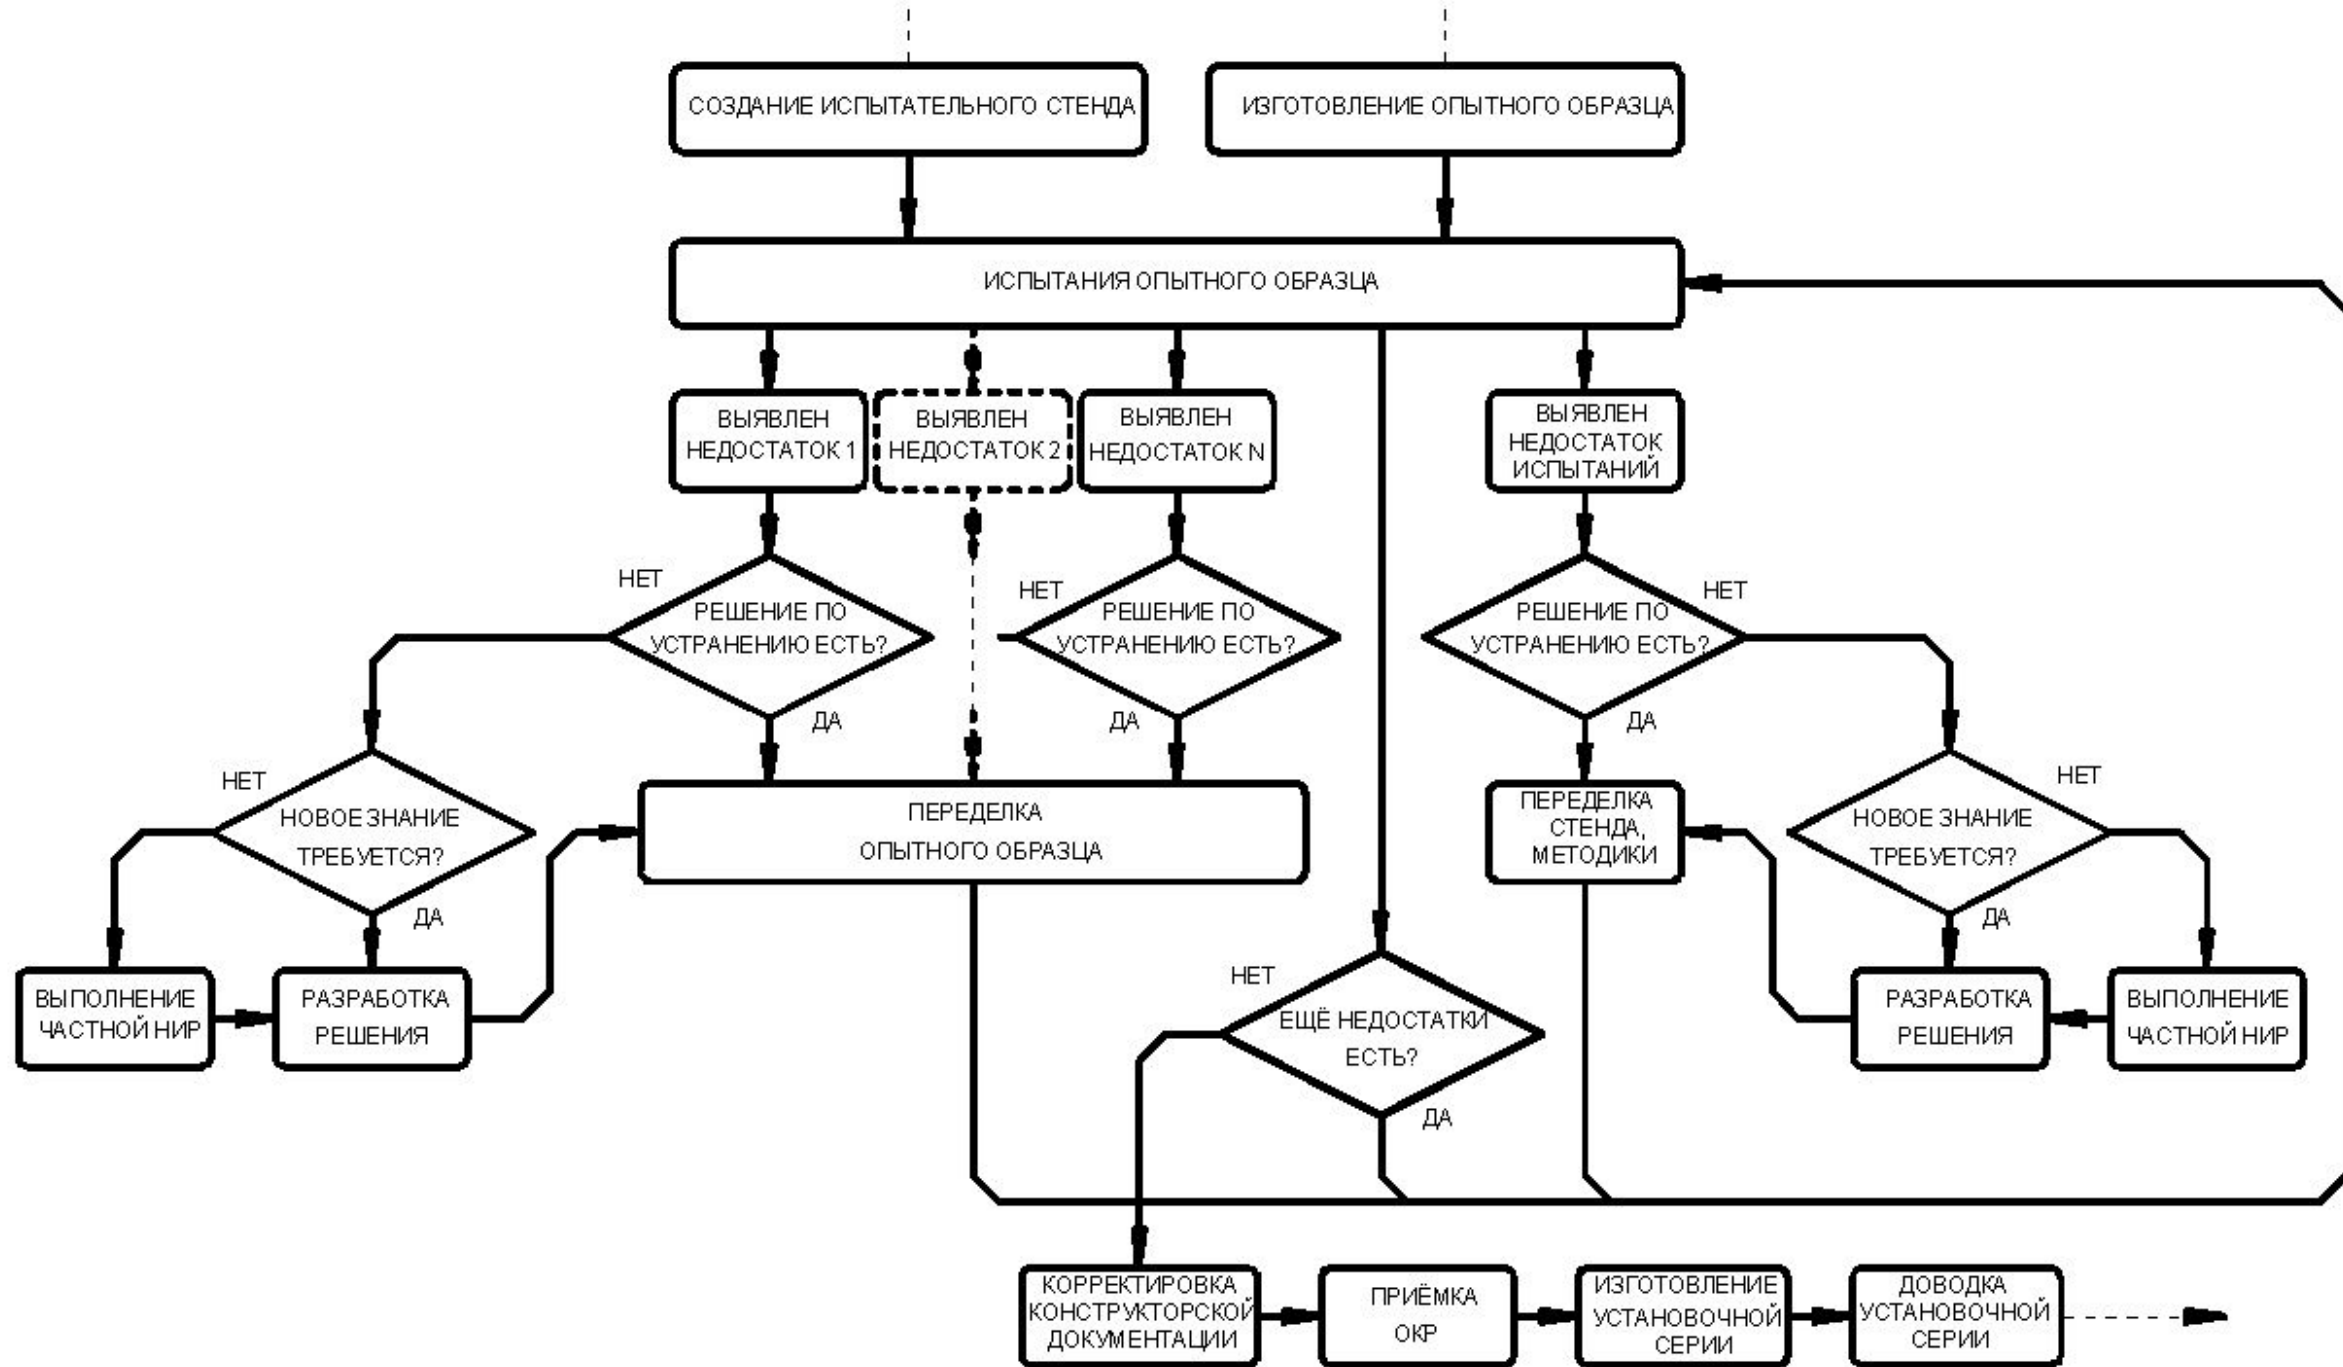 СОЗДАНИЕ ИСПЫТАТЕЛЬНОГО СТЕНДА
ИЗГОТОВЛЕНИЕ ОПЫТНОГО ОБРАЗЦА
ИСПЫТАНИЯ ОПЫТНОГО ОБРАЗЦА
ВЫЯВЛЕН
НЕДОСТАТОК 1
ВЫЯВЛЕН
НЕДОСТАТОК 2
ВЫЯВЛЕН
НЕДОСТАТОК N
ВЫЯВЛЕН
НЕДОСТАТОК
ИСПЫТАНИЙ
НЕТ
РЕШЕНИЕ ПО
УСТРАНЕНИЮ ЕСТЬ?
ДА
НЕТ
РЕШЕНИЕ ПО
УСТРАНЕНИЮ ЕСТЬ?
ДА
НЕТ
РЕШЕНИЕ ПО
УСТРАНЕНИЮ ЕСТЬ?
ДА
НЕТ
НОВОЕ ЗНАНИЕ
ТРЕБУЕТСЯ?
ДА
ПЕРЕДЕЛКА
ОПЫТНОГО ОБРАЗЦА
ПЕРЕДЕЛКА
СТЕНДА,
МЕТОДИКИ
НЕТ
НОВОЕ ЗНАНИЕ
ТРЕБУЕТСЯ?
ДА
ВЫПОЛНЕНИЕ
ЧАСТНОЙ НИР
РАЗРАБОТКА
РЕШЕНИЯ
НЕТ
ЕЩЁ НЕДОСТАТКИ
ЕСТЬ?
ДА
РАЗРАБОТКА
РЕШЕНИЯ
ВЫПОЛНЕНИЕ
ЧАСТНОЙ НИР
КОРРЕКТИРОВКА
КОНСТРУКТОРСКОЙ
ДОКУМЕНТАЦИИ
ПРИЁМКА
ОКР
ИЗГОТОВЛЕНИЕ
УСТАНОВОЧНОЙ
СЕРИИ
ДОВОДКА
УСТАНОВОЧНОЙ
СЕРИИ